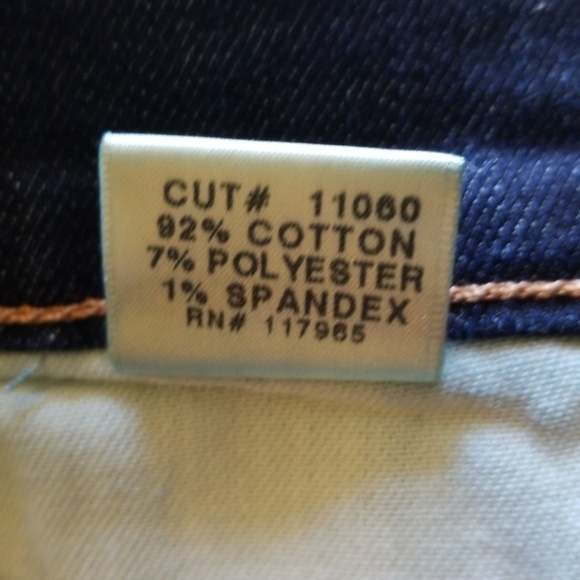 CUT# 11060
92% COTTON
7% POLYESTER
1% SPANDEX
RN# 117965